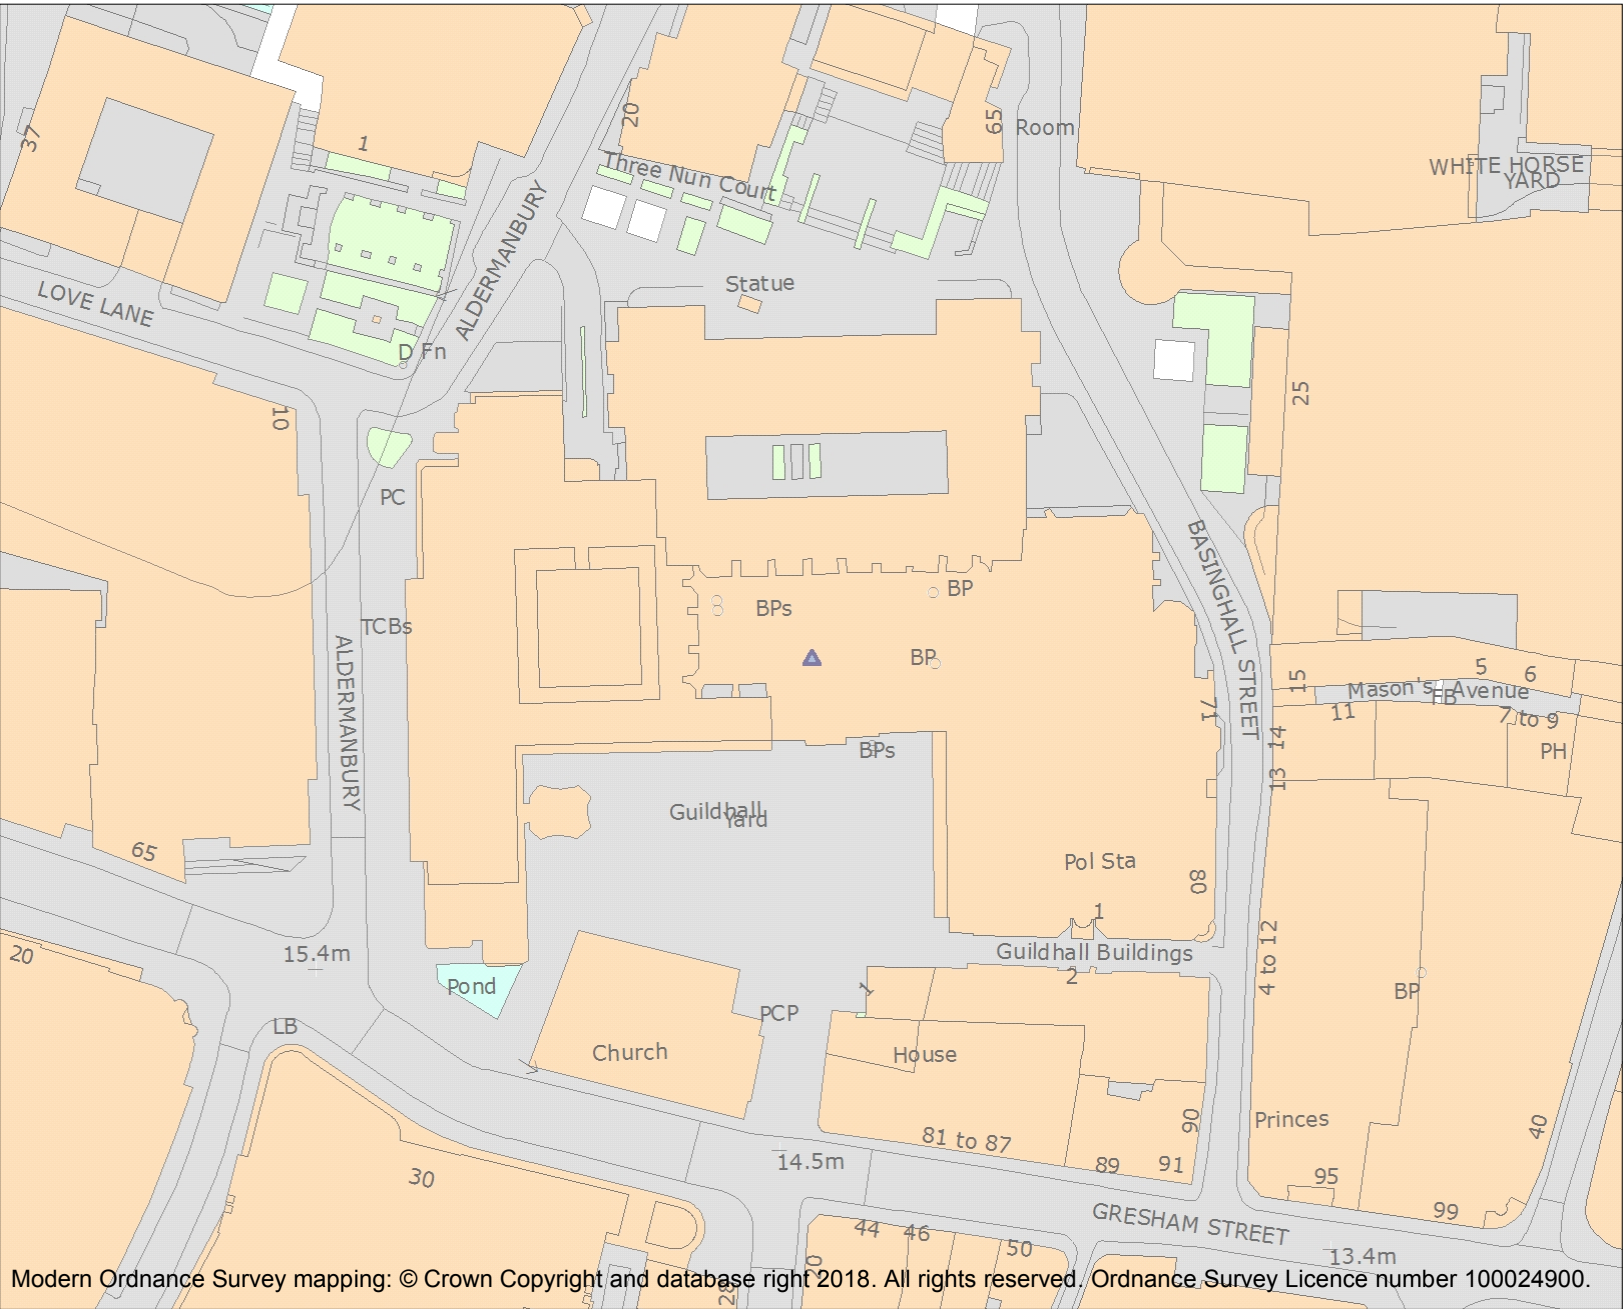 37
1
20
Three Nun Court
65
Room
WHITE HORSE
YARD
ALDERMANBURY
LOVE LANE
Statue
D Fn
10
25
PC
BASINGHALL STREET
TCBs
BPs
BP
BP
ALDERMANBURY
71
15
5
6
Mason's Avenue
FB
11
7 to 9
14
13
PH
BPs
Guildhall
Yard
65
Pol Sta
80
1
20
15.4m
Guildhall Buildings
2
4 to 12
Pond
1
BP
LB
PCP
Church
House
90
Princes
40
81 to 87
14.5m
89
91
30
95
99
GRESHAM STREET
44
46
50
13.4m
20
28
Modern Ordnance Survey mapping: © Crown Copyright and database right 2018. All rights reserved. Ordnance Survey Licence number 100024900.